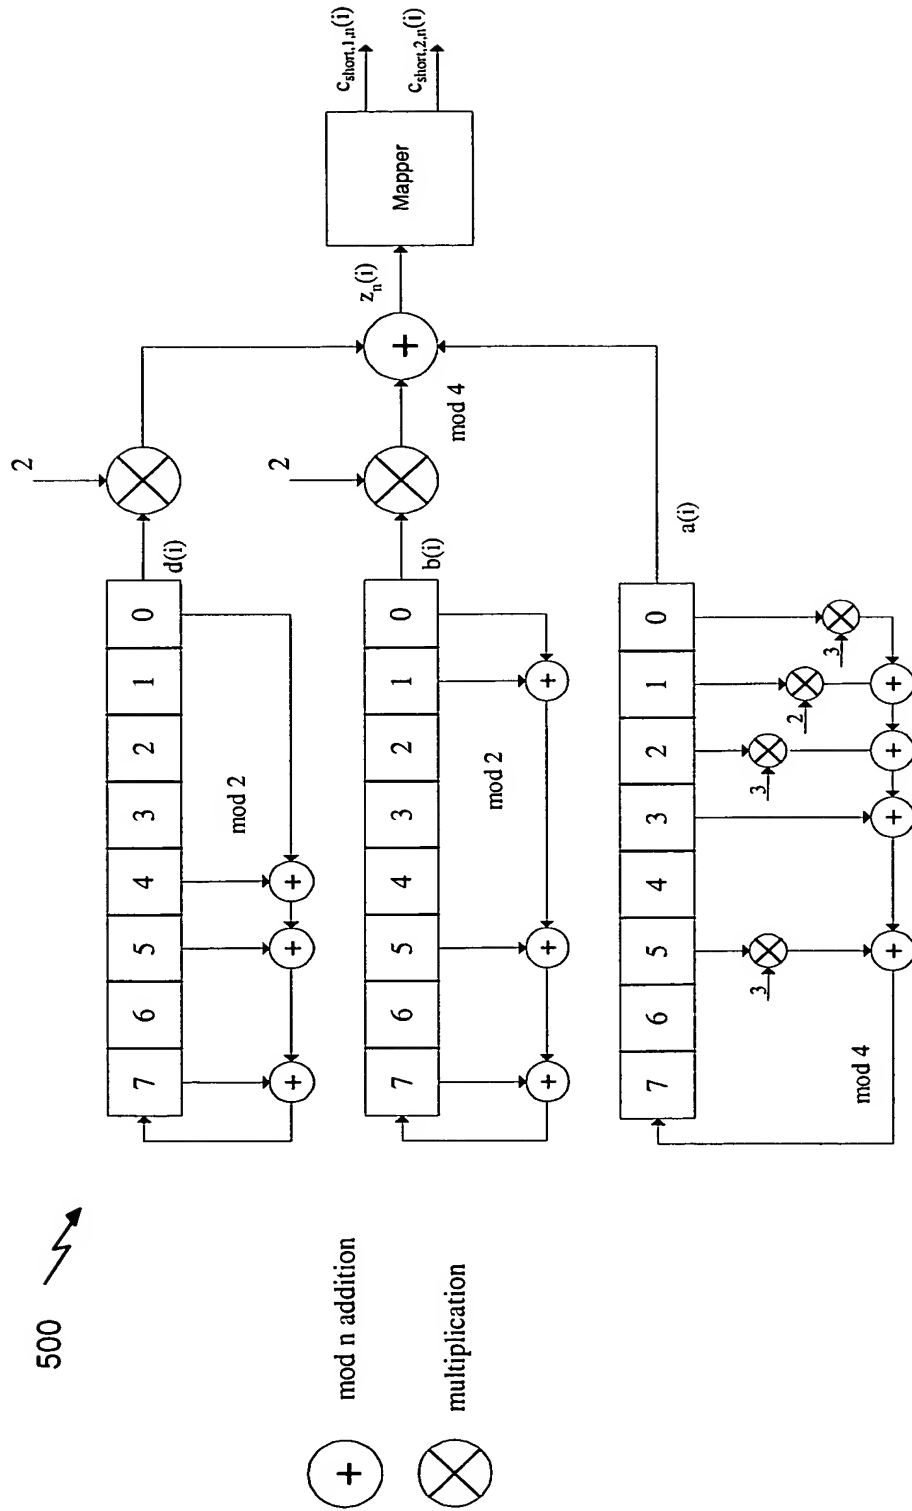 500
mod n addition
multiplication
7 6 5 4 3 2 1 0
mod 2
d(i)
2
7 6 5 4 3 2 1 0
mod 2
b(i)
2
mod 4
z_n(i)
Mapper
c_short,1,n(i)
c_short,2,n(i)
7 6 5 4 3 2 1 0
a(i)
3
3
2
3
mod 4